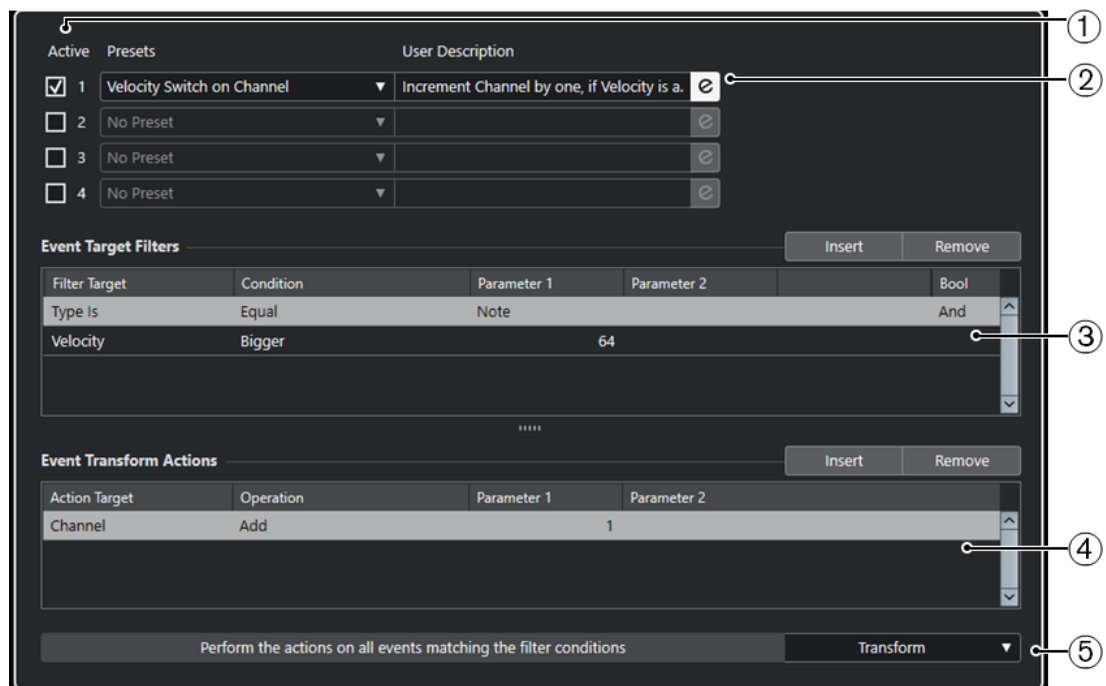 ①
Active Presets User Description
1 Velocity Switch on Channel Increment Channel by one, if Velocity is a. e ②
2 No Preset e
3 No Preset e
4 No Preset e
Event Target Filters Insert Remove
Filter Target Condition Parameter 1 Parameter 2 Bool
Type Is Equal Note And
Velocity Bigger 64 ③
Event Transform Actions Insert Remove
Action Target Operation Parameter 1 Parameter 2
Channel Add 1
④
Perform the actions on all events matching the filter conditions Transform ⑤